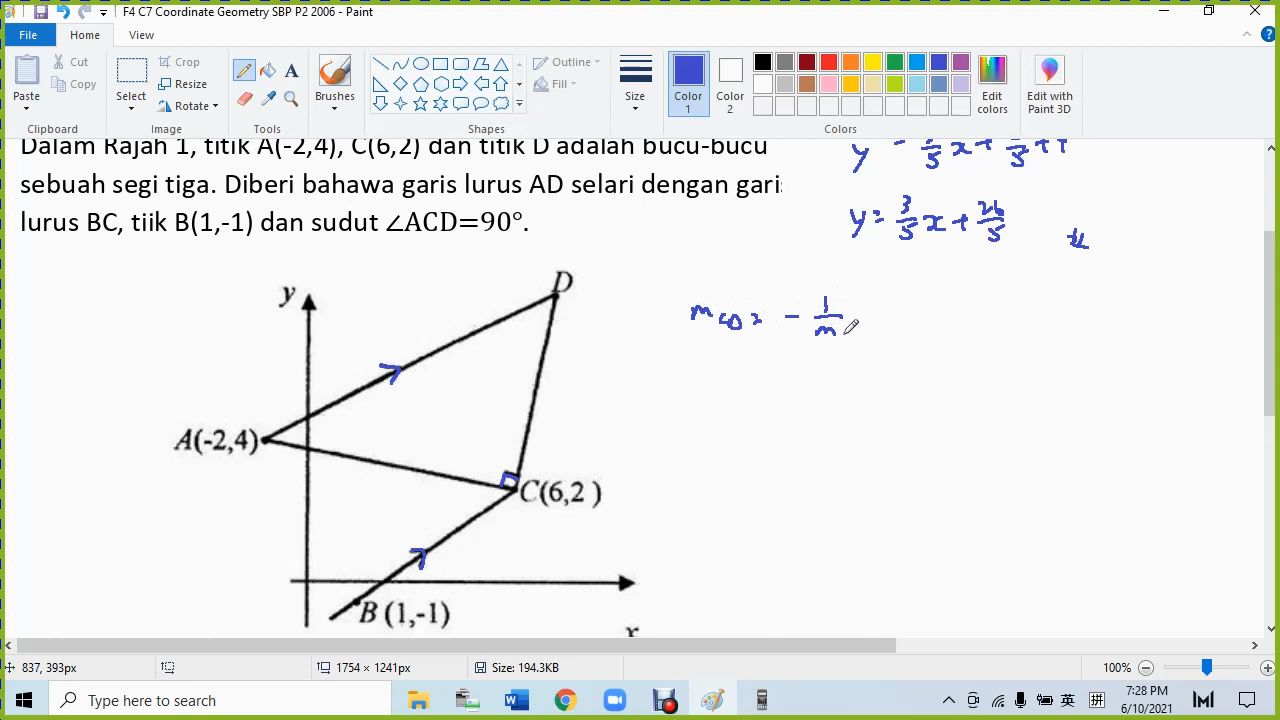 F4 C7 Coordinate Geometry SBP P2 2006 - Paint
File Home View
Paste Cut Copy
Clipboard
Select Crop Resize Rotate
Image
Tools
Brushes
Outline Fill
Shapes
Size
Color 1
Color 2
Edit colors
Colors
Edit with Paint 3D
Dalam Rajah 1, titik A(-2,4), C(6,2) dan titik D adalah bucu-bucu
sebuah segi tiga. Diberi bahawa garis lurus AD selari dengan gari
lurus BC, tiik B(1,-1) dan sudut ∠ACD=90°.
y = 3/5 x + 26/5
m CD = - 1/m
y
D
A(-2,4)
C(6,2 )
B (1,-1)
x
837, 393px
1754 × 1241px
Size: 194.3KB
100%
Type here to search
英
拼
7:28 PM
6/10/2021